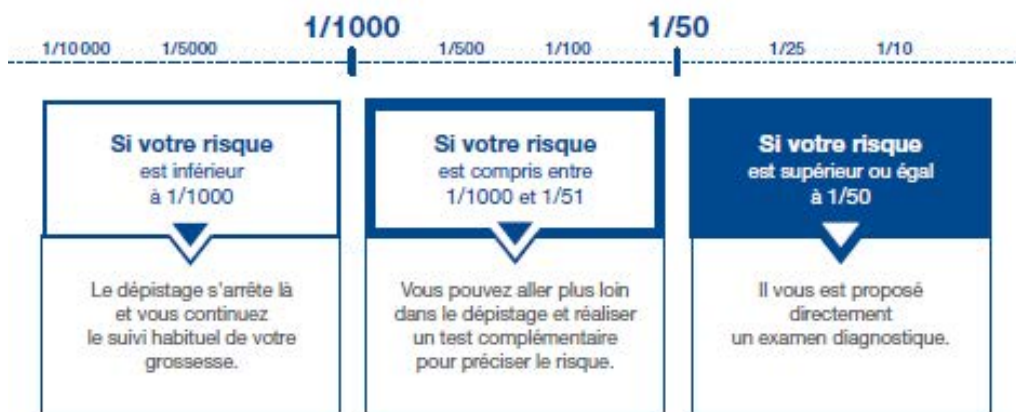 1/10 000
1/5000
1/1000
1/500
1/100
1/50
1/25
1/10
Si votre risque
est inférieur
à 1/1000
Le dépistage s'arrête là
et vous continuez
le suivi habituel de votre
grossesse.
Si votre risque
est compris entre
1/1000 et 1/51
Vous pouvez aller plus loin
dans le dépistage et réaliser
un test complémentaire
pour préciser le risque.
Si votre risque
est supérieur ou égal
à 1/50
Il vous est proposé
directement
un examen diagnostique.